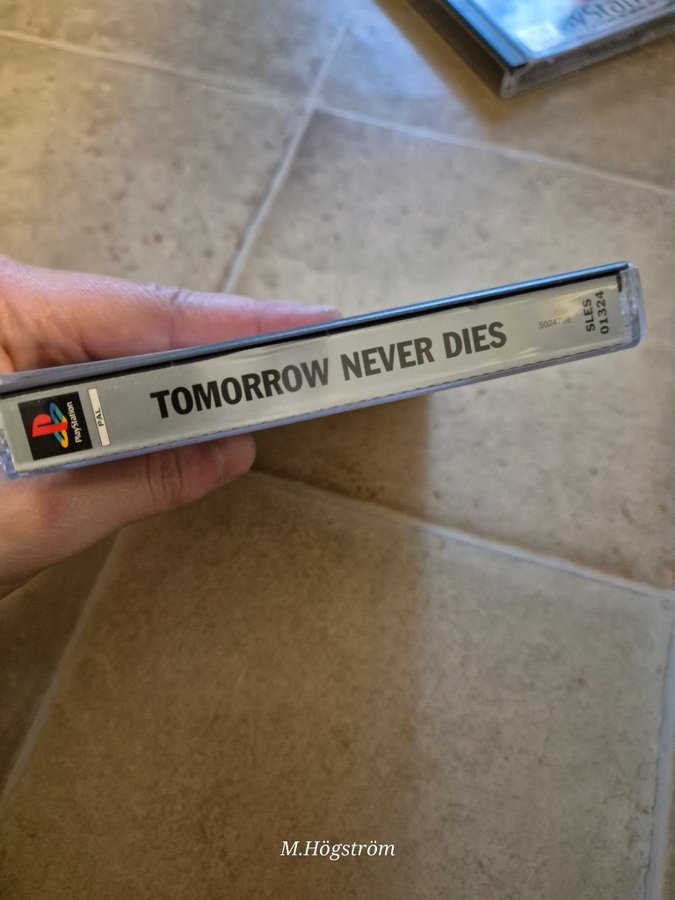 PlayStation
PAL
TOMORROW NEVER DIES
SLES
01324
M.Högström